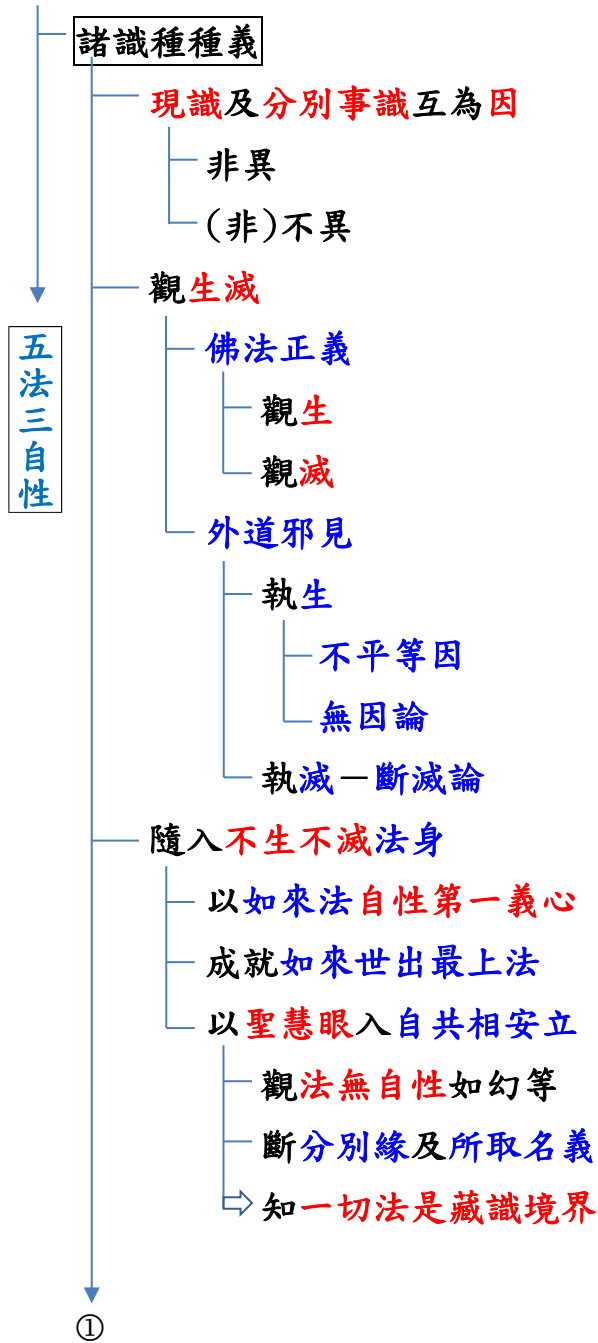 諸識種種義
現識及分別事識互為因
非異
(非)不異
觀生滅
五法三自性
佛法正義
觀生
觀滅
外道邪見
執生
不平等因
無因論
執滅－斷滅論
隨入不生不滅法身
以如來法自性第一義心
成就如來世出最上法
以聖慧眼入自共相安立
觀法無自性如幻等
斷分別緣及所取名義
知一切法是藏識境界
①